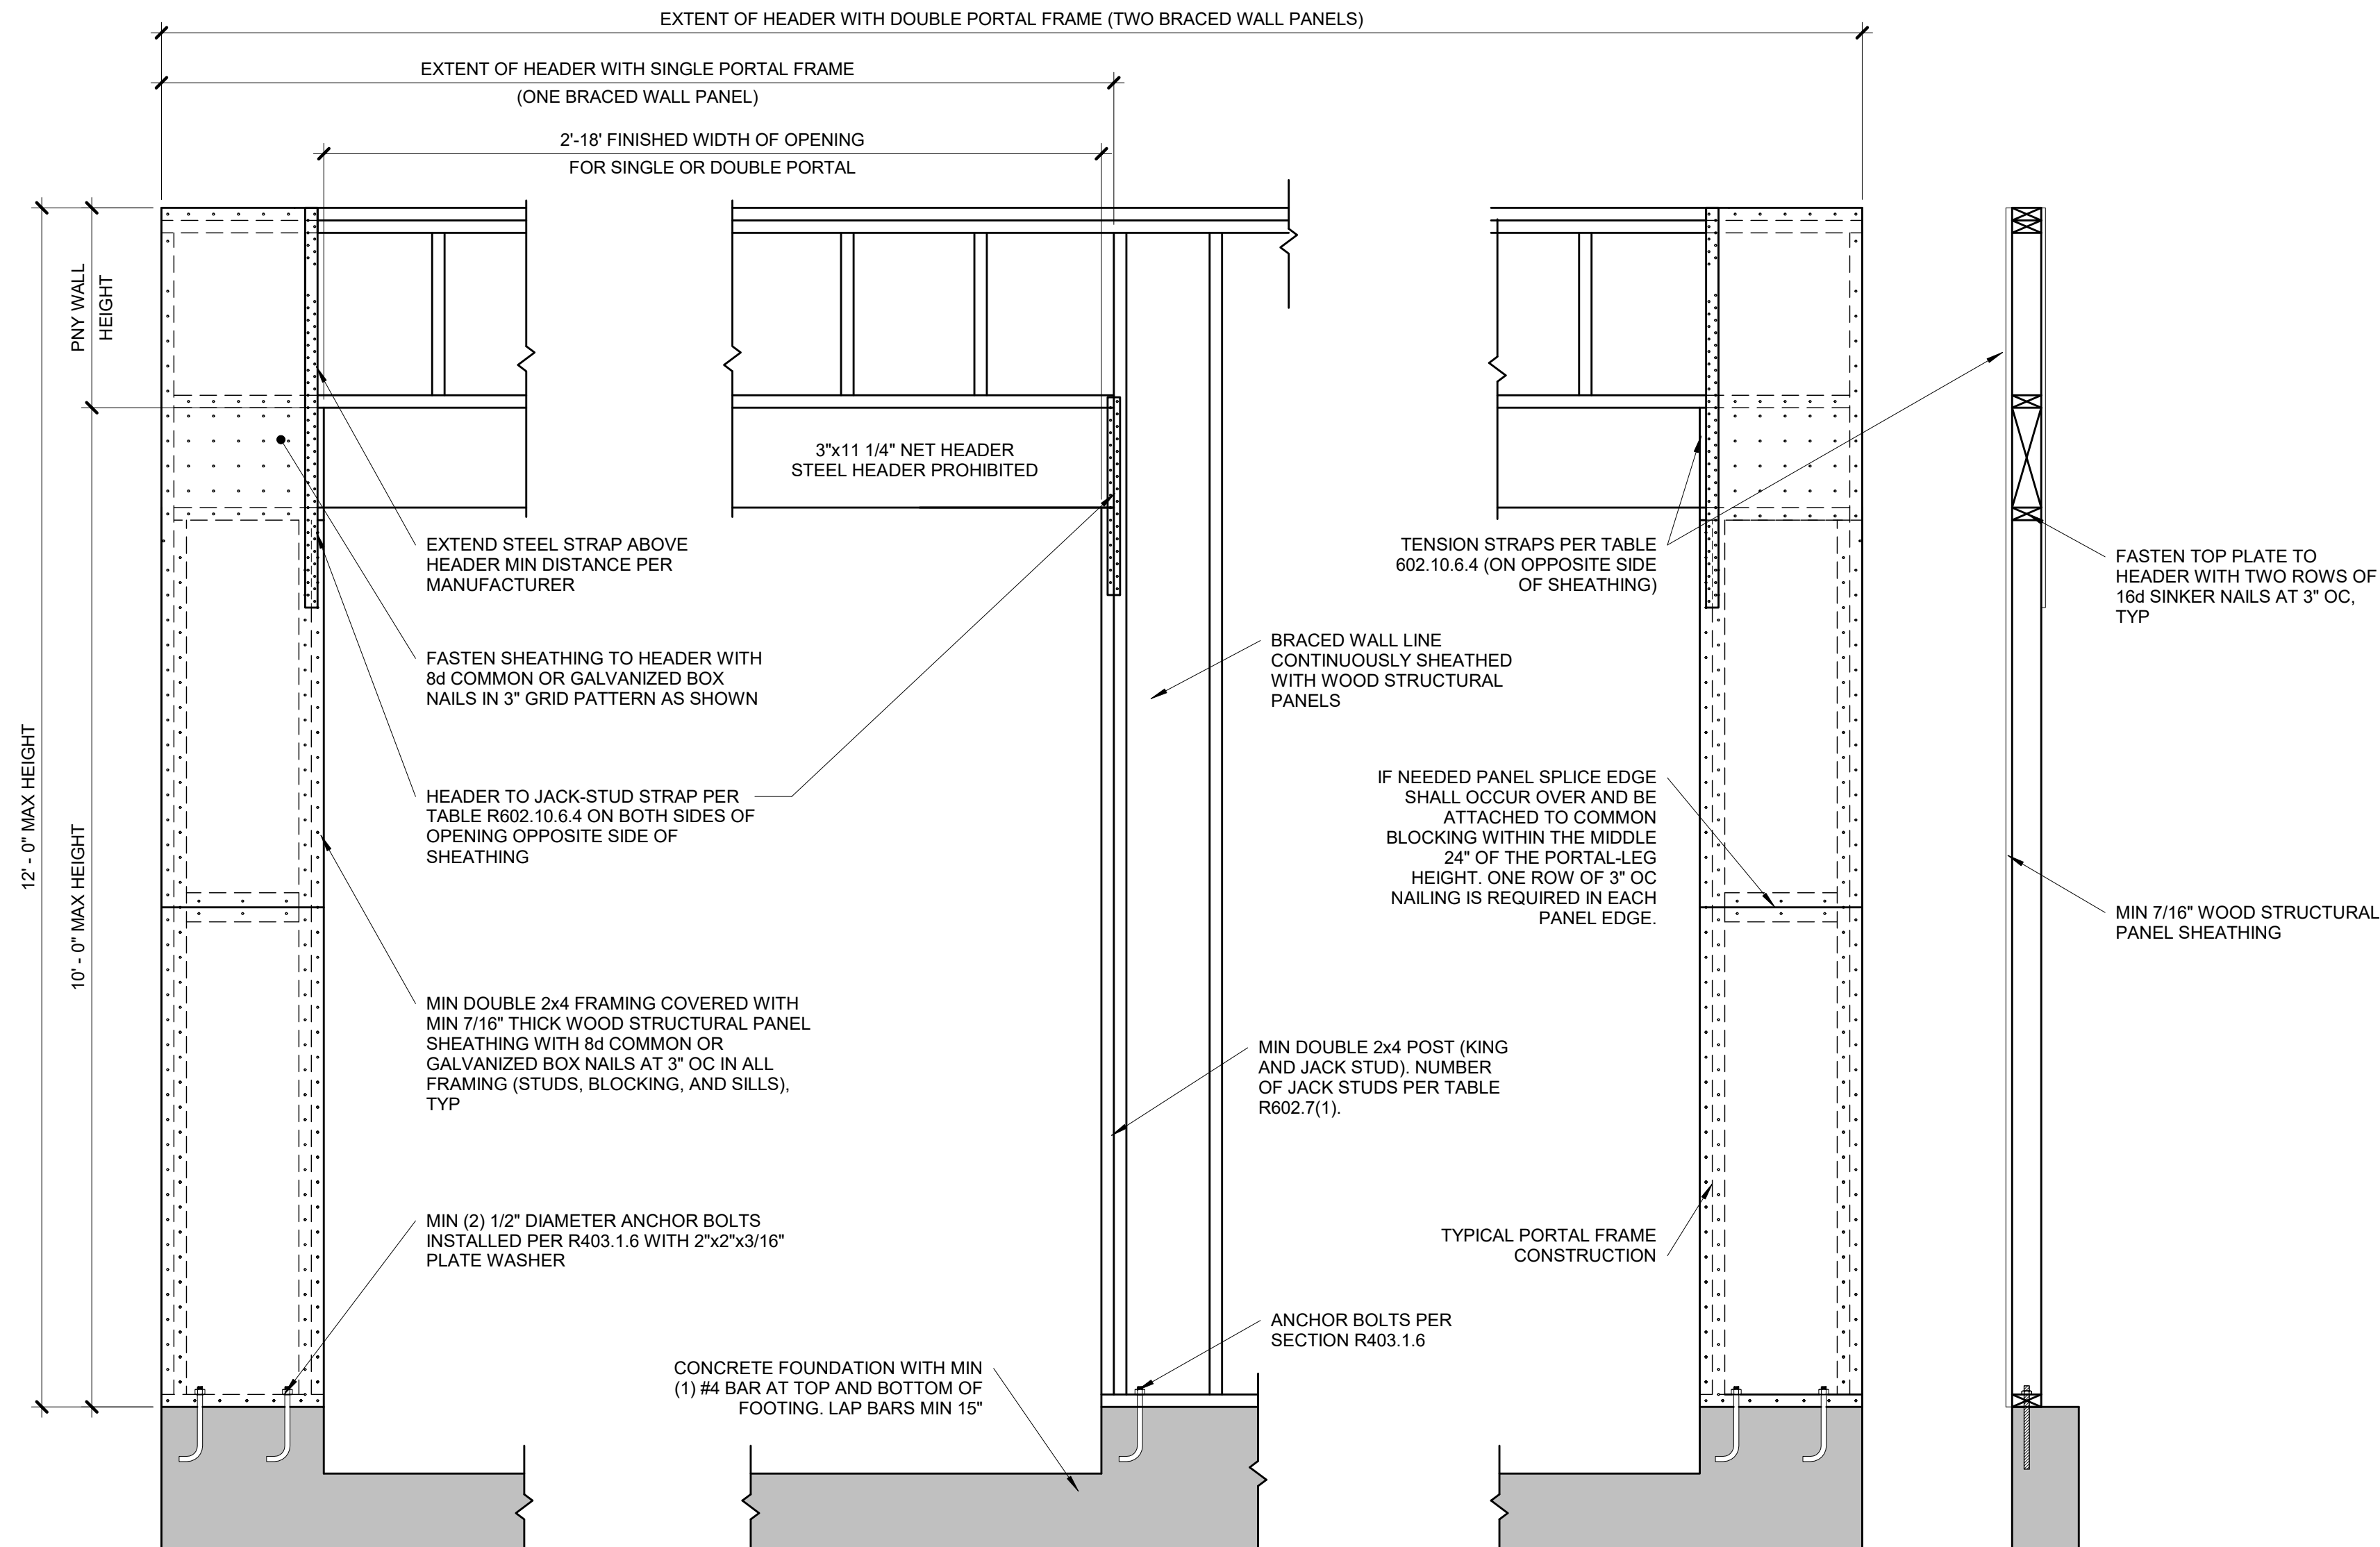 EXTENT OF HEADER WITH DOUBLE PORTAL FRAME (TWO BRACED WALL PANELS)
EXTENT OF HEADER WITH SINGLE PORTAL FRAME
(ONE BRACED WALL PANEL)
2'-18' FINISHED WIDTH OF OPENING
FOR SINGLE OR DOUBLE PORTAL
PNY WALL
HEIGHT
12' - 0" MAX HEIGHT
10' - 0" MAX HEIGHT
3"x11 1/4" NET HEADER
STEEL HEADER PROHIBITED
EXTEND STEEL STRAP ABOVE
HEADER MIN DISTANCE PER
MANUFACTURER
FASTEN SHEATHING TO HEADER WITH
8d COMMON OR GALVANIZED BOX
NAILS IN 3" GRID PATTERN AS SHOWN
HEADER TO JACK-STUD STRAP PER
TABLE R602.10.6.4 ON BOTH SIDES OF
OPENING OPPOSITE SIDE OF
SHEATHING
MIN DOUBLE 2x4 FRAMING COVERED WITH
MIN 7/16" THICK WOOD STRUCTURAL PANEL
SHEATHING WITH 8d COMMON OR
GALVANIZED BOX NAILS AT 3" OC IN ALL
FRAMING (STUDS, BLOCKING, AND SILLS),
TYP
MIN (2) 1/2" DIAMETER ANCHOR BOLTS
INSTALLED PER R403.1.6 WITH 2"x2"x3/16"
PLATE WASHER
CONCRETE FOUNDATION WITH MIN
(1) #4 BAR AT TOP AND BOTTOM OF
FOOTING. LAP BARS MIN 15"
BRACED WALL LINE
CONTINUOUSLY SHEATHED
WITH WOOD STRUCTURAL
PANELS
MIN DOUBLE 2x4 POST (KING
AND JACK STUD). NUMBER
OF JACK STUDS PER TABLE
R602.7(1).
ANCHOR BOLTS PER
SECTION R403.1.6
TENSION STRAPS PER TABLE
602.10.6.4 (ON OPPOSITE SIDE
OF SHEATHING)
IF NEEDED PANEL SPLICE EDGE
SHALL OCCUR OVER AND BE
ATTACHED TO COMMON
BLOCKING WITHIN THE MIDDLE
24" OF THE PORTAL-LEG
HEIGHT. ONE ROW OF 3" OC
NAILING IS REQUIRED IN EACH
PANEL EDGE.
TYPICAL PORTAL FRAME
CONSTRUCTION
FASTEN TOP PLATE TO
HEADER WITH TWO ROWS OF
16d SINKER NAILS AT 3" OC,
TYP
MIN 7/16" WOOD STRUCTURAL
PANEL SHEATHING